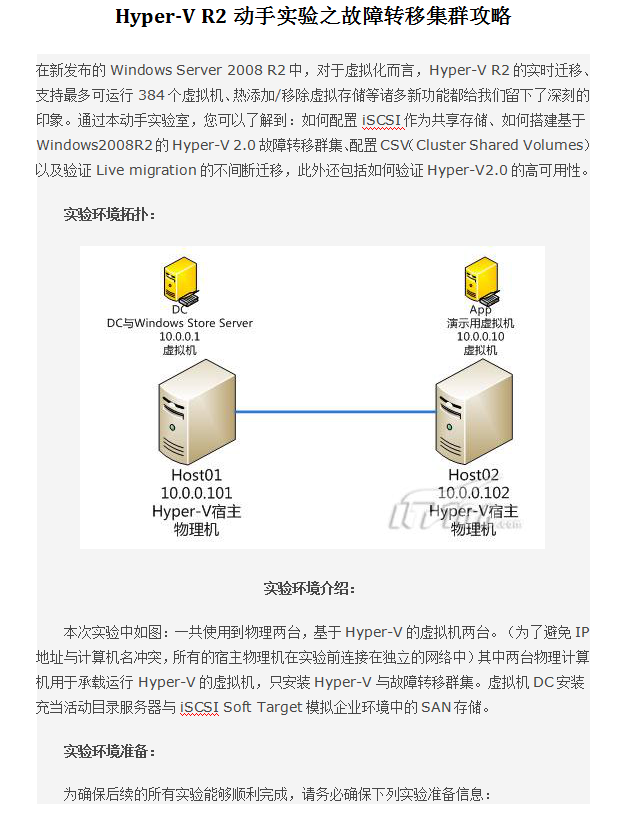 Hyper-V R2 动手实验之故障转移集群攻略
在新发布的 Windows Server 2008 R2 中，对于虚拟化而言，Hyper-V R2 的实时迁移、
支持最多可运行 384 个虚拟机、热添加/移除虚拟存储等诸多新功能都给我们留下了深刻的
印象。通过本动手实验室，您可以了解到：如何配置 iSCSI 作为共享存储、如何搭建基于
Windows2008R2 的 Hyper-V 2.0 故障转移群集、配置 CSV（Cluster Shared Volumes）
以及验证 Live migration 的不间断迁移，此外还包括如何验证 Hyper-V2.0 的高可用性。
实验环境拓扑：
DC
DC与Windows Store Server
10.0.0.1
虚拟机
App
演示用虚拟机
10.0.0.10
虚拟机
Host01
10.0.0.101
Hyper-V宿主
物理机
Host02
10.0.0.102
Hyper-V宿主
物理机
实验环境介绍：
本次实验中如图：一共使用到物理两台，基于 Hyper-V 的虚拟机两台。（为了避免 IP
地址与计算机名冲突，所有的宿主物理机在实验前连接在独立的网络中）其中两台物理计算
机用于承载运行 Hyper-V 的虚拟机，只安装 Hyper-V 与故障转移群集。虚拟机 DC 安装
充当活动目录服务器与 iSCSI Soft Target 模拟企业环境中的 SAN 存储。
实验环境准备：
为确保后续的所有实验能够顺利完成，请务必确保下列实验准备信息：